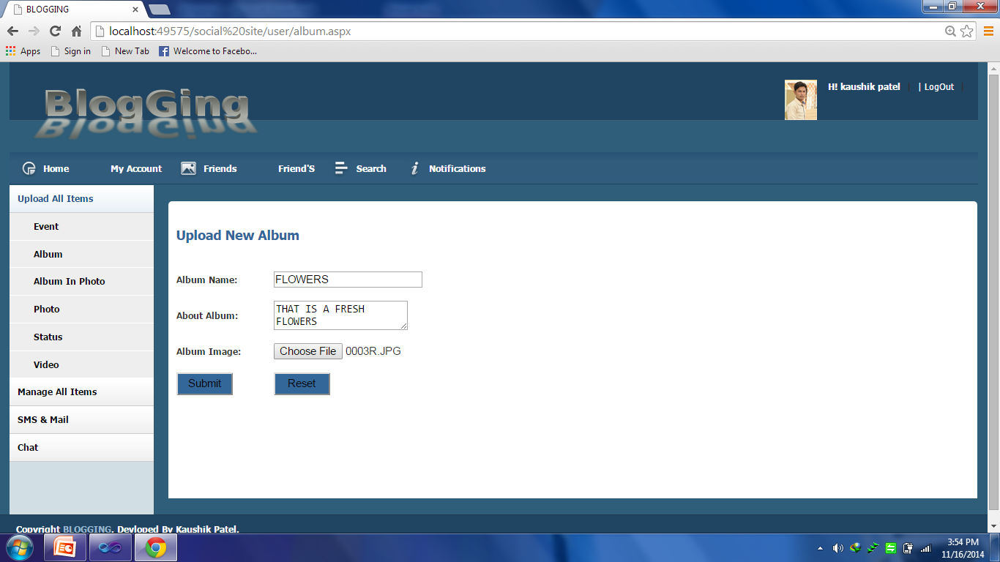 BLOGGING
localhost:49575/social%20site/user/album.aspx
Apps Sign in New Tab Welcome to Facebo...
BlogGing
H! kaushik patel | | LogOut |
Home My Account Friends Friend'S Search Notifications
Upload All Items
Event
Album
Album In Photo
Photo
Status
Video
Manage All Items
SMS & Mail
Chat
Upload New Album
Album Name: FLOWERS
About Album: THAT IS A FRESH
FLOWERS
Album Image: Choose File 0003R.JPG
Submit Reset
Copyright BLOGGING. Devloped By Kaushik Patel.
3:54 PM
11/16/2014